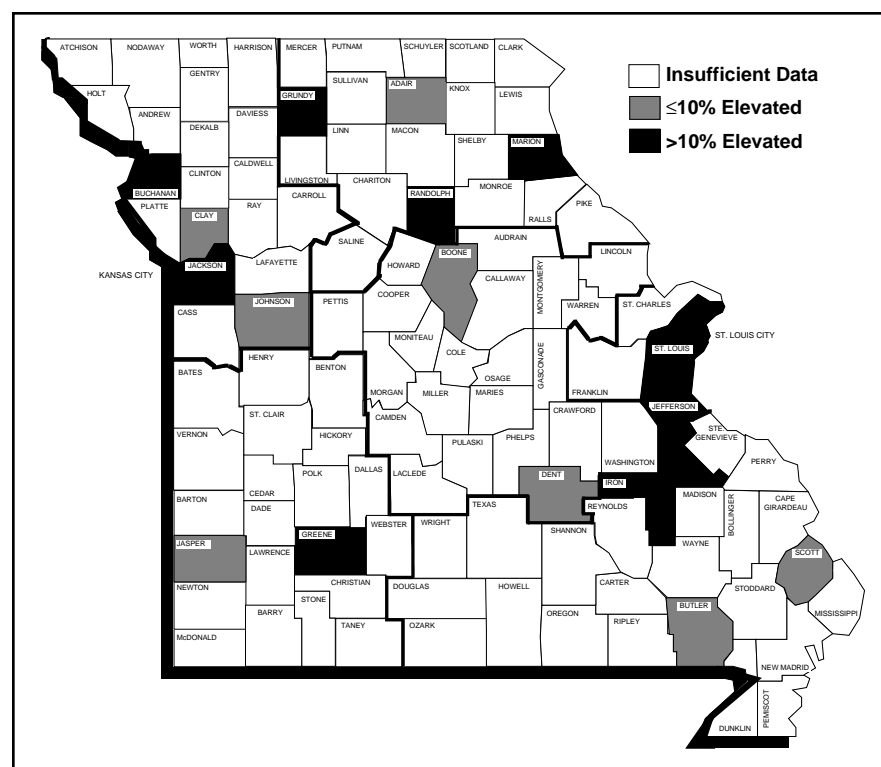 ATCHISON
NODAWAY
WORTH
HARRISON
MERCER
PUTNAM
SCHUYLER
SCOTLAND
CLARK
Insufficient Data
≤10% Elevated
>10% Elevated
GENTRY
SULLIVAN
ADAIR
KNOX
HOLT
GRUNDY
LEWIS
ANDREW
DAVIESS
DEKALB
LINN
MACON
SHELBY
MARION
CLINTON
CALDWELL
LIVINGSTON
CHARITON
BUCHANAN
RANDOLPH
MONROE
PLATTE
RAY
CARROLL
CLAY
RALLS
PIKE
AUDRAIN
SALINE
BOONE
LINCOLN
KANSAS CITY
JACKSON
LAFAYETTE
HOWARD
CALLAWAY
MONTGOMERY
JOHNSON
PETTIS
COOPER
WARREN
ST. CHARLES
CASS
MONITEAU
ST. LOUIS CITY
ST. LOUIS
HENRY
COLE
BATES
BENTON
OSAGE
GASCONADE
MORGAN
MILLER
MARIES
FRANKLIN
ST. CLAIR
CAMDEN
CRAWFORD
JEFFERSON
VERNON
HICKORY
PULASKI
PHELPS
STE.
GENEVIEVE
WASHINGTON
PERRY
POLK
DALLAS
LACLEDE
DENT
IRON
BARTON
CEDAR
TEXAS
REYNOLDS
MADISON
BOLLINGER
CAPE
GIRARDEAU
DADE
WEBSTER
WRIGHT
SHANNON
JASPER
GREENE
WAYNE
SCOTT
LAWRENCE
NEWTON
CHRISTIAN
DOUGLAS
HOWELL
CARTER
STODDARD
STONE
BUTLER
MISSISSIPPI
BARRY
OREGON
RIPLEY
McDONALD
TANEY
OZARK
NEW MADRID
PEMISCOT
DUNKLIN